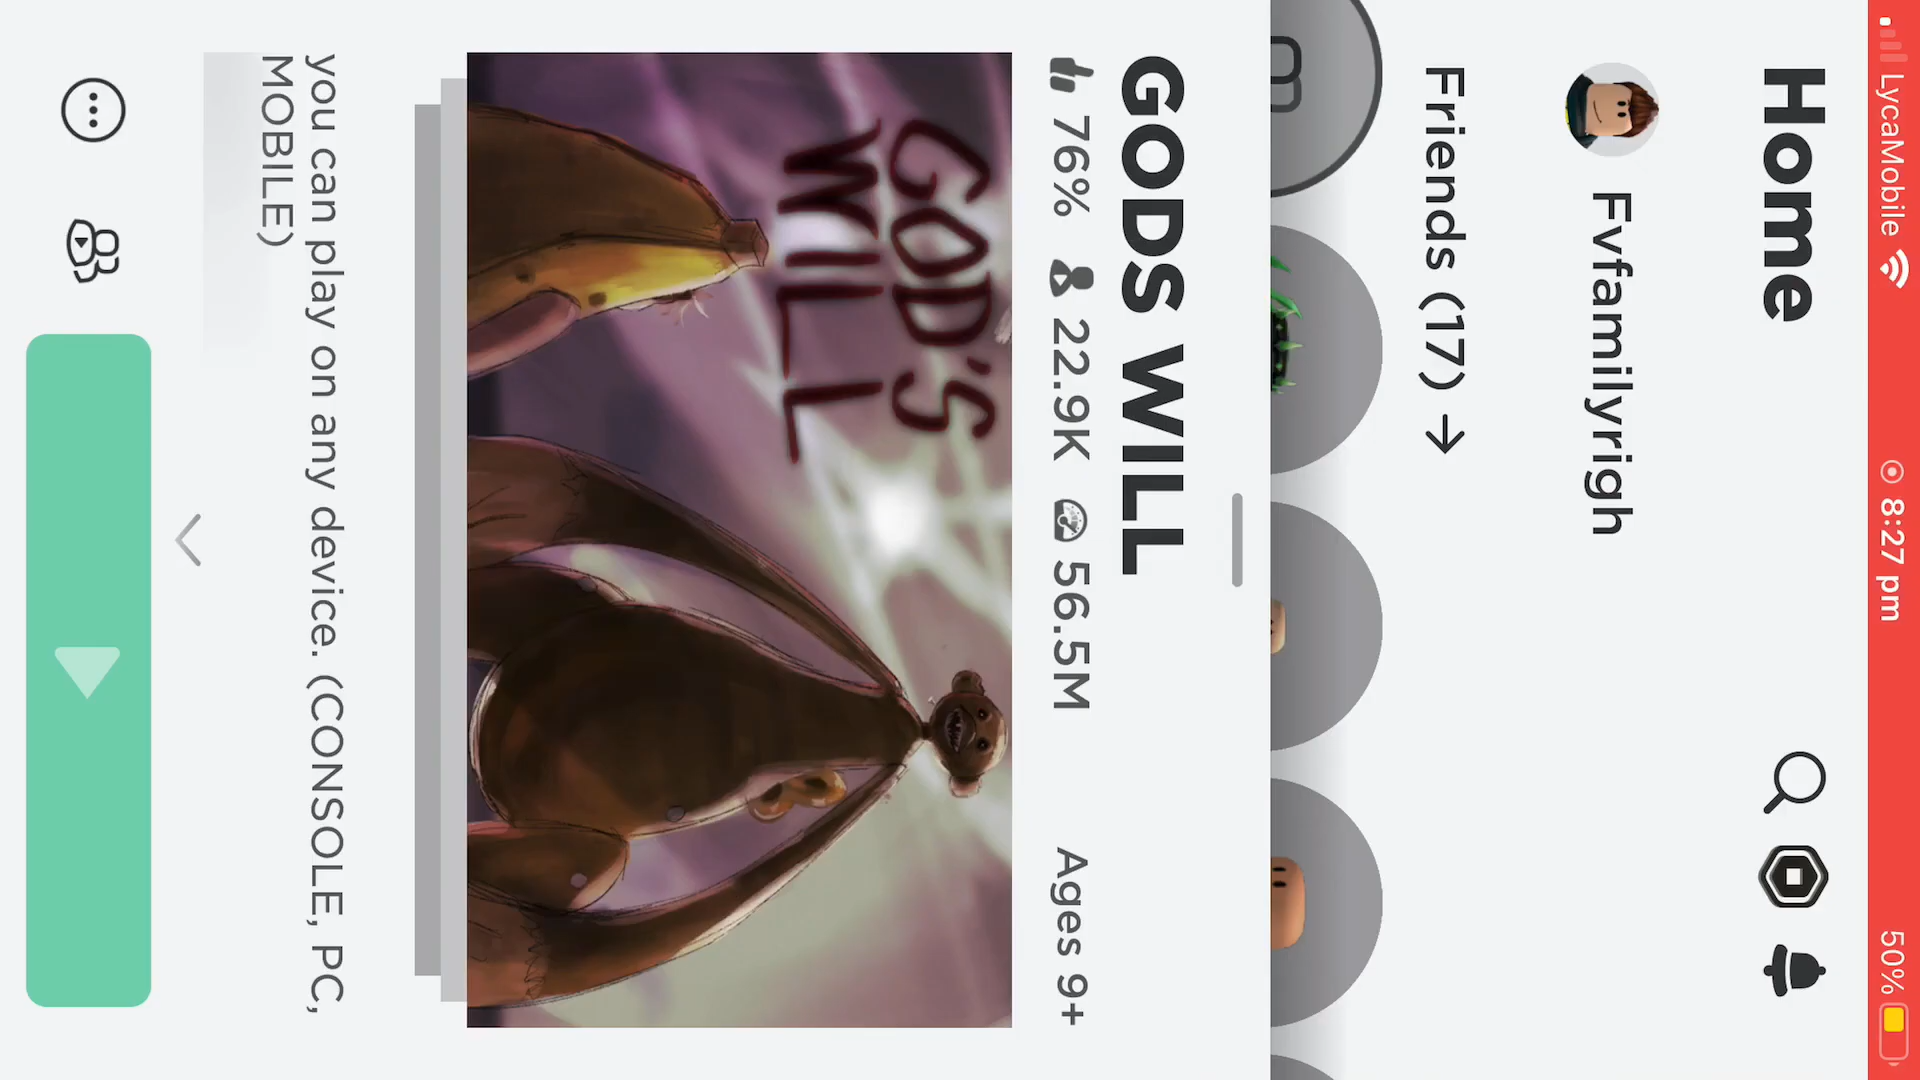 LycaMobile 8:27 pm 50%
Home
Fvfamilyrigh
Friends (17) →
GODS WILL
76% 22.9K 56.5M Ages 9+
GOD'S
WILL
you can play on any device. (CONSOLE, PC,
MOBILE)